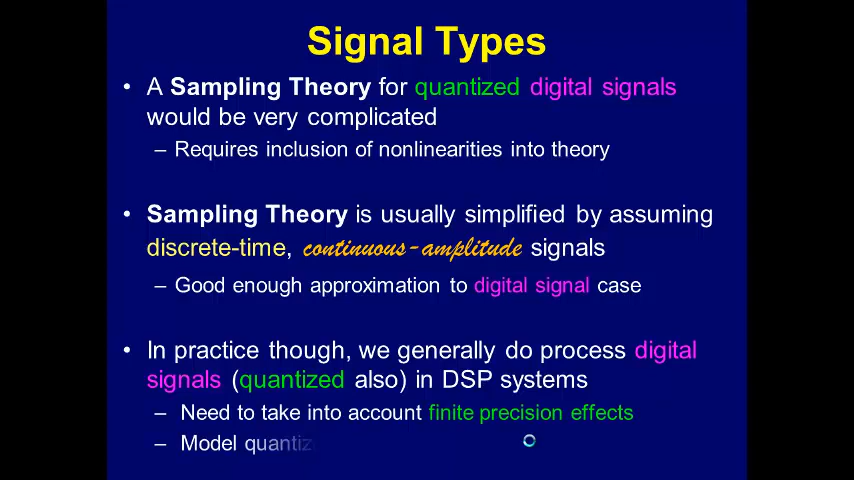 Signal Types
• A Sampling Theory for quantized digital signals
would be very complicated
– Requires inclusion of nonlinearities into theory
• Sampling Theory is usually simplified by assuming
discrete-time, continuous-amplitude signals
– Good enough approximation to digital signal case
• In practice though, we generally do process digital
signals (quantized also) in DSP systems
– Need to take into account finite precision effects
– Model